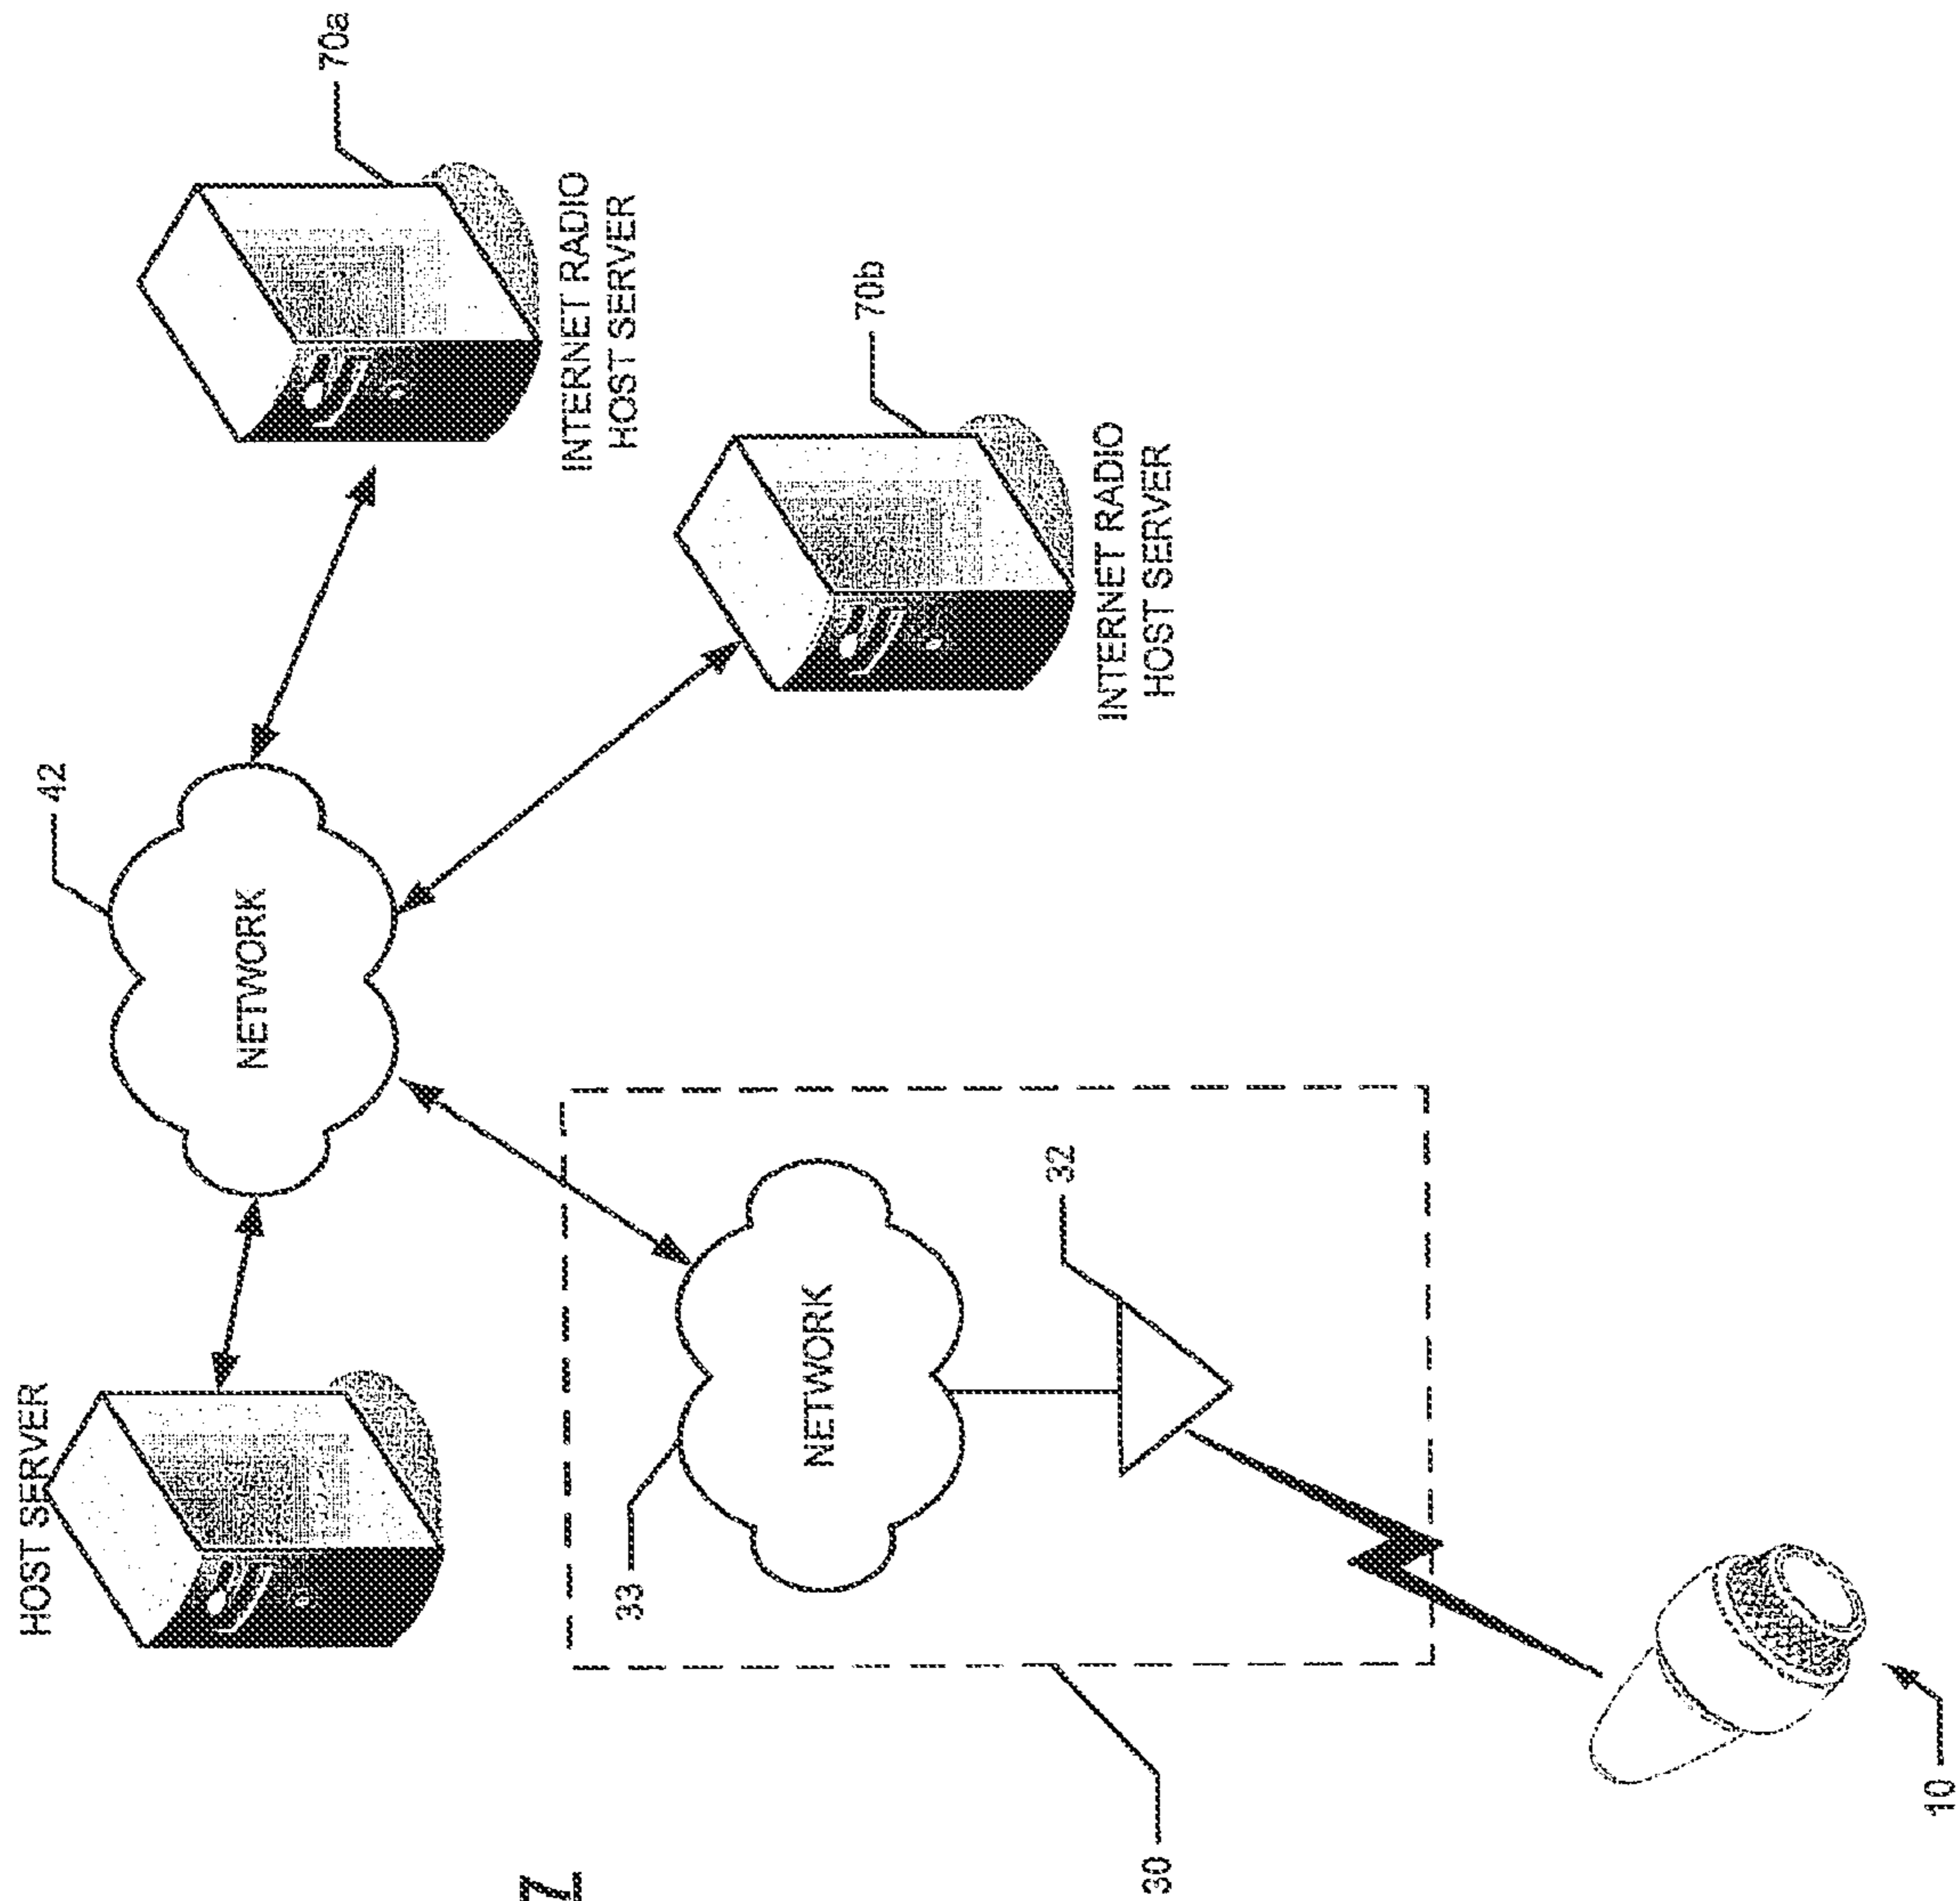 HOST SERVER
42
NETWORK
70a
INTERNET RADIO
HOST SERVER
33
NETWORK
70b
32
INTERNET RADIO
HOST SERVER
30
10